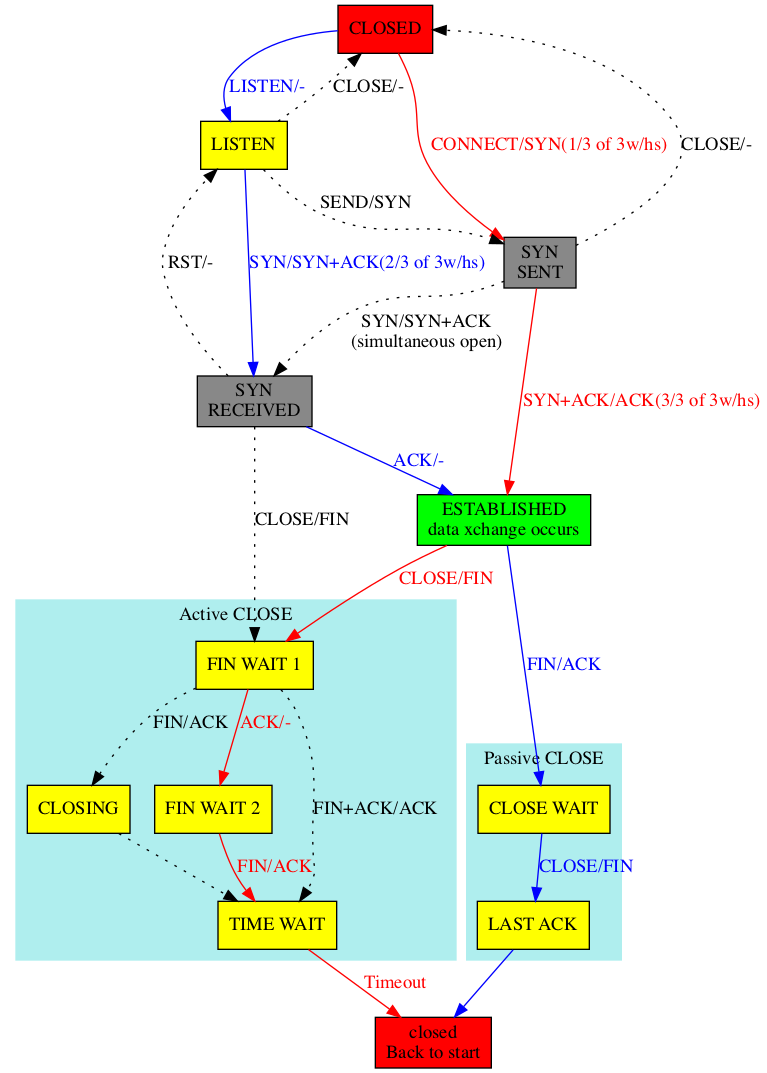 CLOSED
LISTEN/-
CLOSE/-
LISTEN
CONNECT/SYN(1/3 of 3w/hs)
CLOSE/-
SEND/SYN
SYN
SENT
RST/-
SYN/SYN+ACK(2/3 of 3w/hs)
SYN/SYN+ACK
(simultaneous open)
SYN
RECEIVED
SYN+ACK/ACK(3/3 of 3w/hs)
ACK/-
ESTABLISHED
data xchange occurs
CLOSE/FIN
CLOSE/FIN
Active CLOSE
FIN WAIT 1
FIN/ACK
FIN/ACK
ACK/-
Passive CLOSE
CLOSING
FIN WAIT 2
FIN+ACK/ACK
CLOSE WAIT
FIN/ACK
CLOSE/FIN
TIME WAIT
LAST ACK
Timeout
closed
Back to start